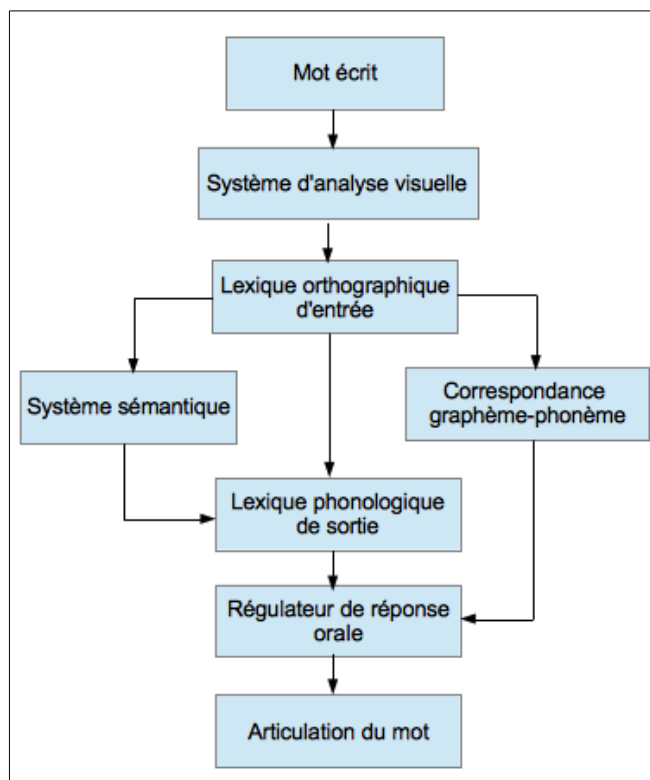 Mot écrit
Système d'analyse visuelle
Lexique orthographique
d'entrée
Système sémantique
Correspondance
graphème-phonème
Lexique phonologique
de sortie
Régulateur de réponse
orale
Articulation du mot